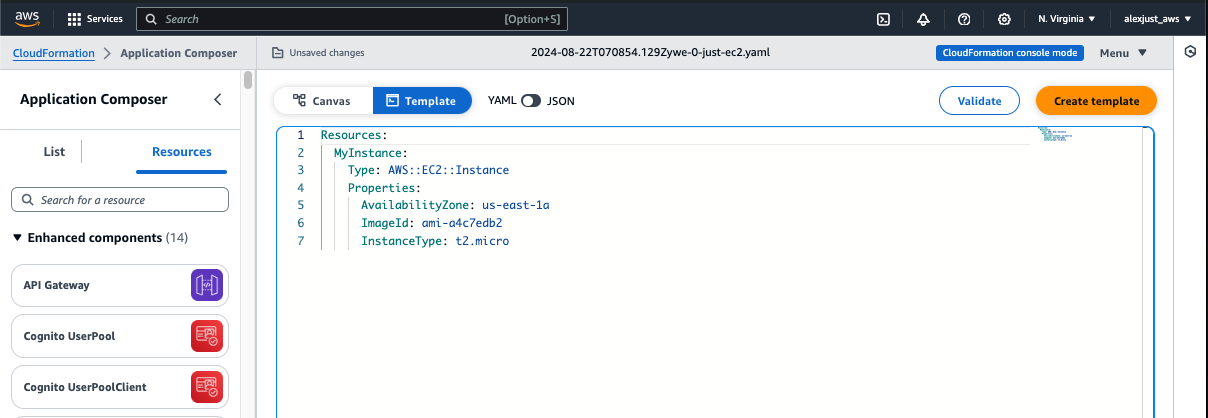 aws Services Search [Option+S] N. Virginia ▼ alexjust_aws ▼
CloudFormation > Application Composer Unsaved changes 2024-08-22T070854.129Zywe-0-just-ec2.yaml CloudFormation console mode Menu ▼
Application Composer
Canvas Template YAML JSON Validate Create template
List Resources
Search for a resource
▼ Enhanced components (14)
API Gateway
Cognito UserPool
Cognito UserPoolClient
1 Resources:
2 MyInstance:
3 Type: AWS::EC2::Instance
4 Properties:
5 AvailabilityZone: us-east-1a
6 ImageId: ami-a4c7edb2
7 InstanceType: t2.micro